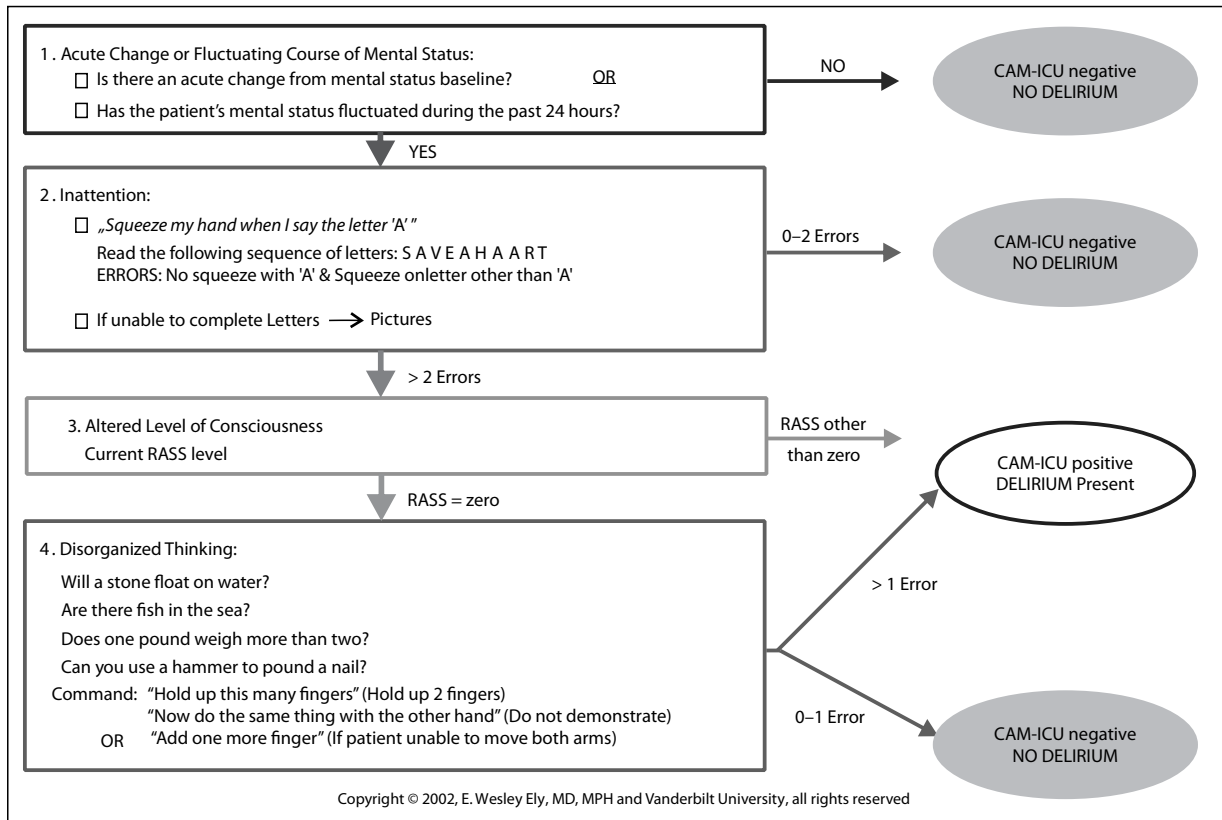 1. Acute Change or Fluctuating Course of Mental Status:
Is there an acute change from mental status baseline? OR
Has the patient's mental status fluctuated during the past 24 hours?
NO
CAM-ICU negative
NO DELIRIUM
YES
2. Inattention:
„Squeeze my hand when I say the letter 'A' ”
Read the following sequence of letters: S A V E A H A A R T
ERRORS: No squeeze with 'A' & Squeeze onletter other than 'A'
If unable to complete Letters → Pictures
0–2 Errors
CAM-ICU negative
NO DELIRIUM
> 2 Errors
3. Altered Level of Consciousness
Current RASS level
RASS other
than zero
CAM-ICU positive
DELIRIUM Present
RASS = zero
4. Disorganized Thinking:
Will a stone float on water?
Are there fish in the sea?
Does one pound weigh more than two?
Can you use a hammer to pound a nail?
Command: “Hold up this many fingers” (Hold up 2 fingers)
“Now do the same thing with the other hand” (Do not demonstrate)
OR “Add one more finger” (If patient unable to move both arms)
> 1 Error
0–1 Error
CAM-ICU negative
NO DELIRIUM
Copyright © 2002, E. Wesley Ely, MD, MPH and Vanderbilt University, all rights reserved